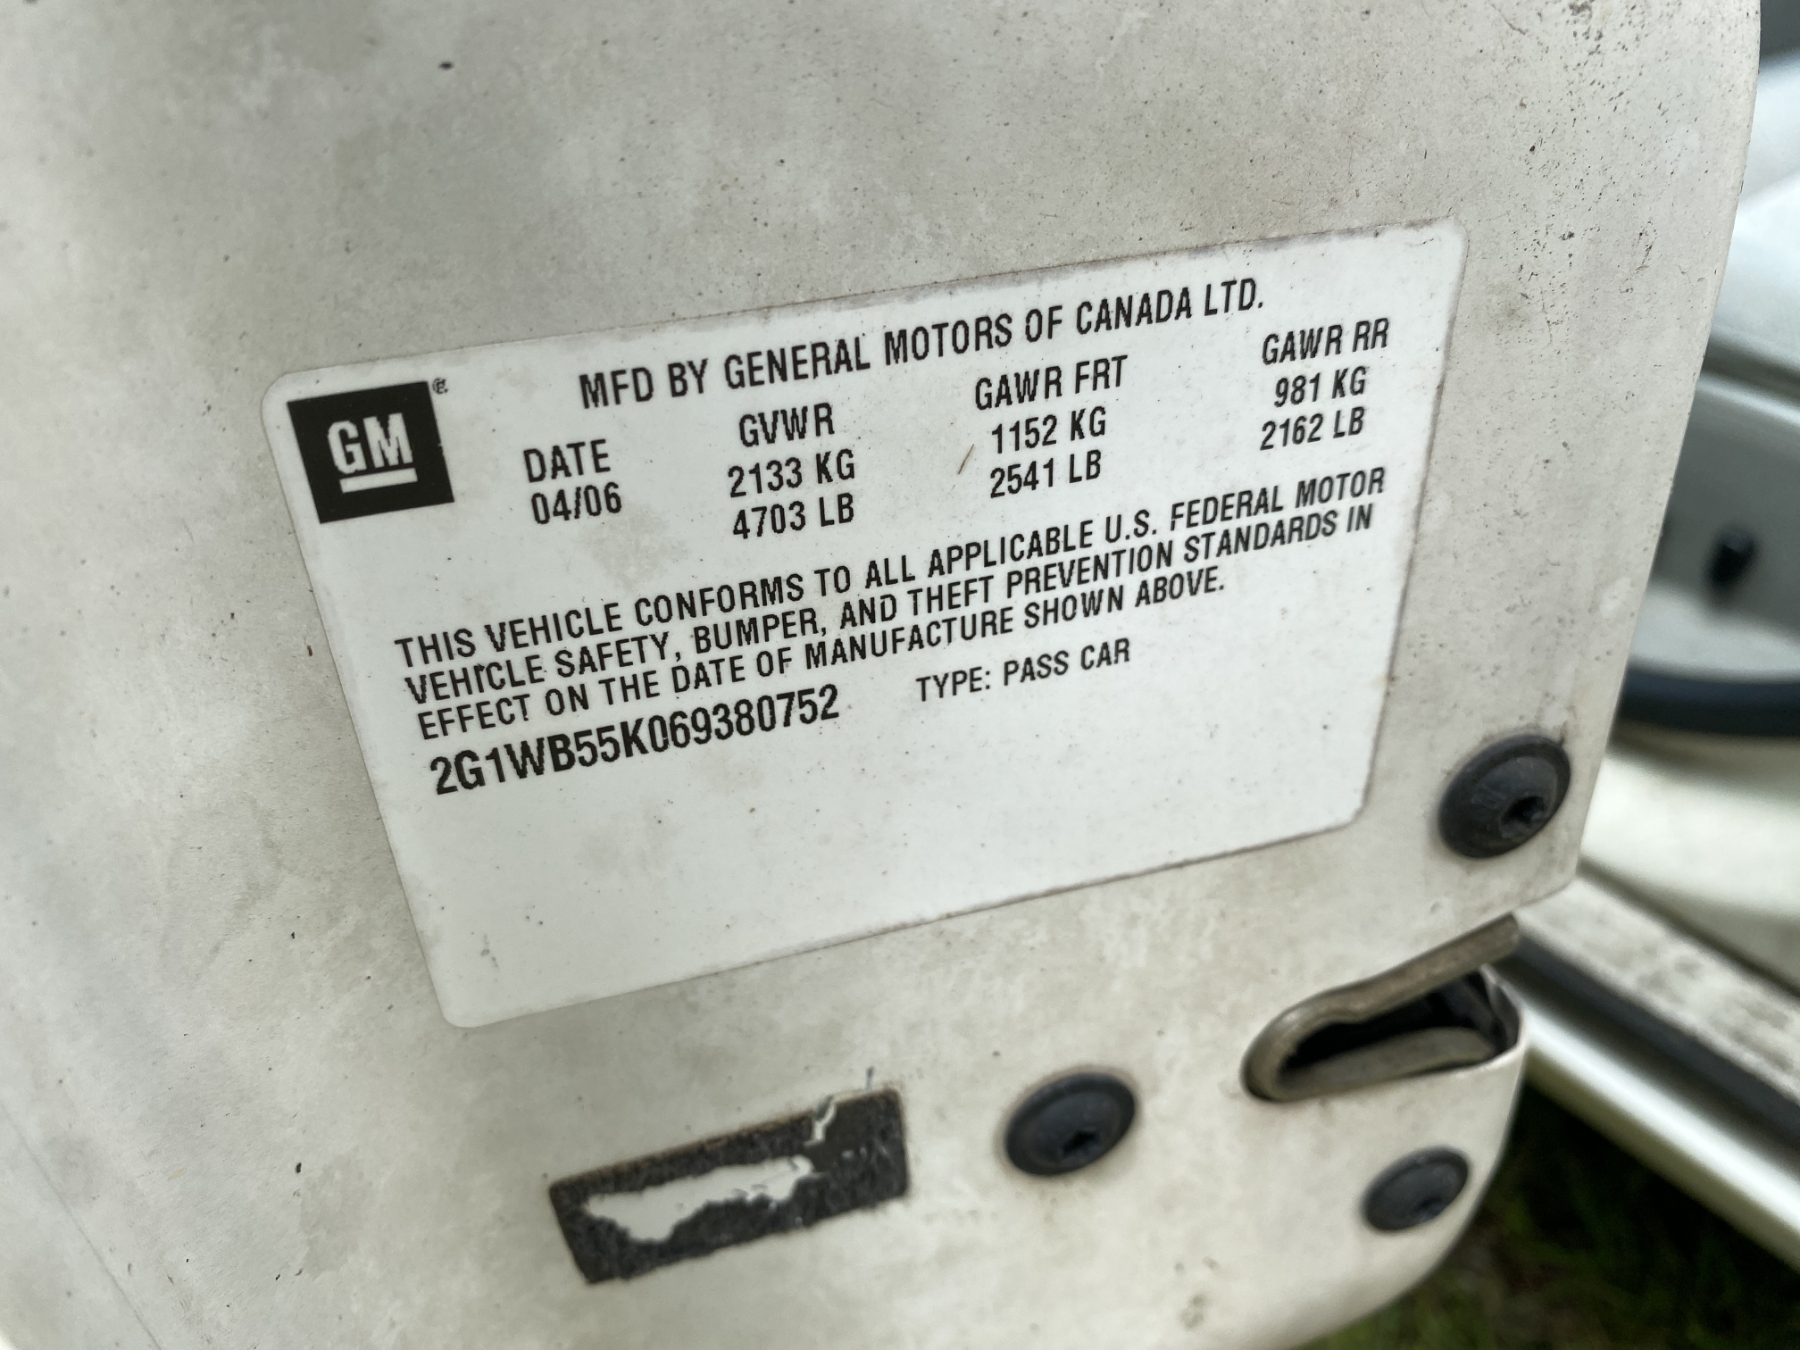 GM
MFD BY GENERAL MOTORS OF CANADA LTD.
DATE GVWR GAWR FRT GAWR RR
04/06 2133 KG 1152 KG 981 KG
4703 LB 2541 LB 2162 LB
THIS VEHICLE CONFORMS TO ALL APPLICABLE U.S. FEDERAL MOTOR
VEHICLE SAFETY, BUMPER, AND THEFT PREVENTION STANDARDS IN
EFFECT ON THE DATE OF MANUFACTURE SHOWN ABOVE.
2G1WB55K069380752 TYPE: PASS CAR